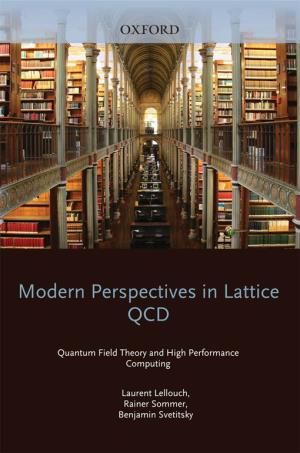 OXFORD
Modern Perspectives in Lattice
QCD
Quantum Field Theory and High Performance
Computing
Laurent Lellouch,
Rainer Sommer,
Benjamin Svetitsky